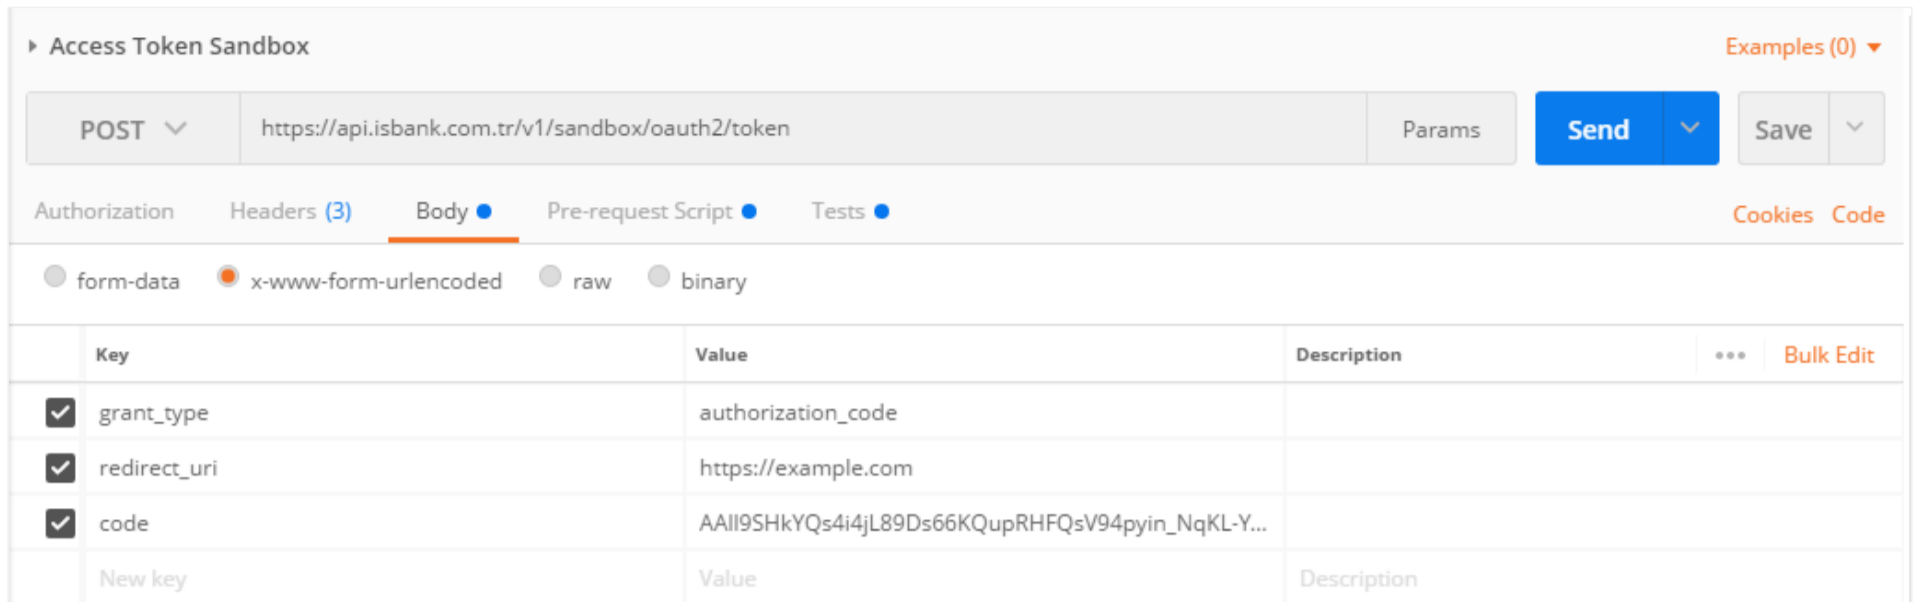 Access Token Sandbox
Examples (0)
POST https://api.isbank.com.tr/v1/sandbox/oauth2/token Params Send Save
Authorization Headers (3) Body Pre-request Script Tests Cookies Code
form-data x-www-form-urlencoded raw binary
Key Value Description ••• Bulk Edit
grant_type authorization_code
redirect_uri https://example.com
code AAIl9SHkYQs4i4jL89Ds66KQupRHFQsV94pyin_NqKL-Y...
New key Value Description